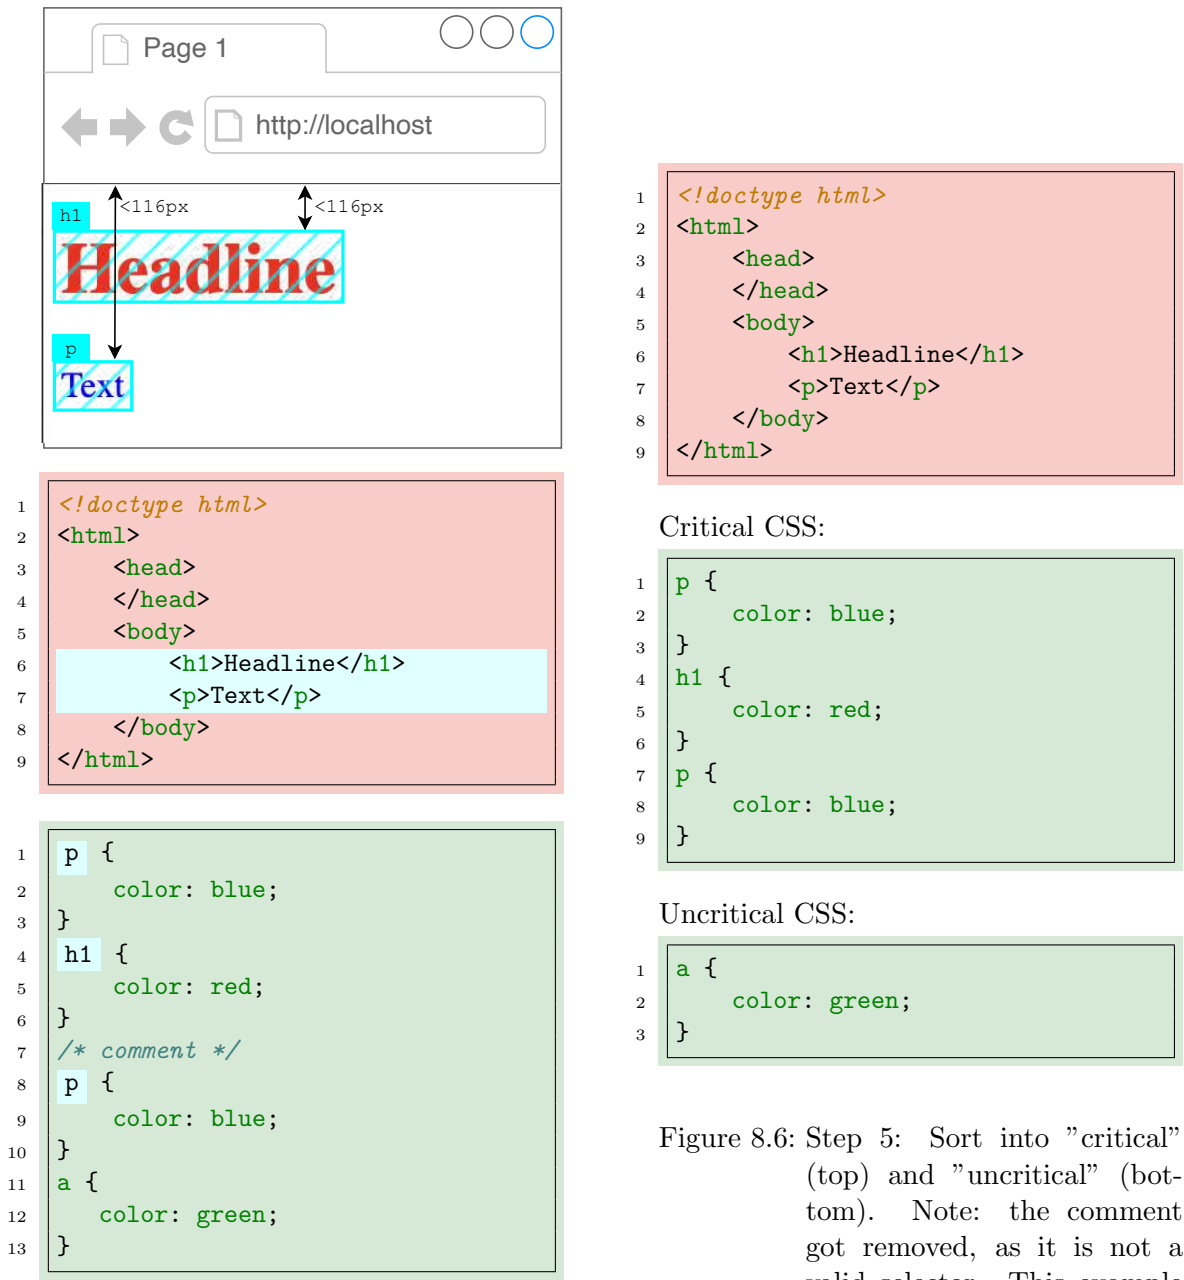 Page 1
http://localhost
<116px
<116px
h1
Headline
p
Text
1 <!doctype html>
2 <html>
3 <head>
4 </head>
5 <body>
6 <h1>Headline</h1>
7 <p>Text</p>
8 </body>
9 </html>
1 p {
2 color: blue;
3 }
4 h1 {
5 color: red;
6 }
7 /* comment */
8 p {
9 color: blue;
10 }
11 a {
12 color: green;
13 }
1 <!doctype html>
2 <html>
3 <head>
4 </head>
5 <body>
6 <h1>Headline</h1>
7 <p>Text</p>
8 </body>
9 </html>
Critical CSS:
1 p {
2 color: blue;
3 }
4 h1 {
5 color: red;
6 }
7 p {
8 color: blue;
9 }
Uncritical CSS:
1 a {
2 color: green;
3 }
Figure 8.6: Step 5: Sort into ”critical”
(top) and ”uncritical” (bot-
tom). Note: the comment
got removed, as it is not a
valid selector. This example